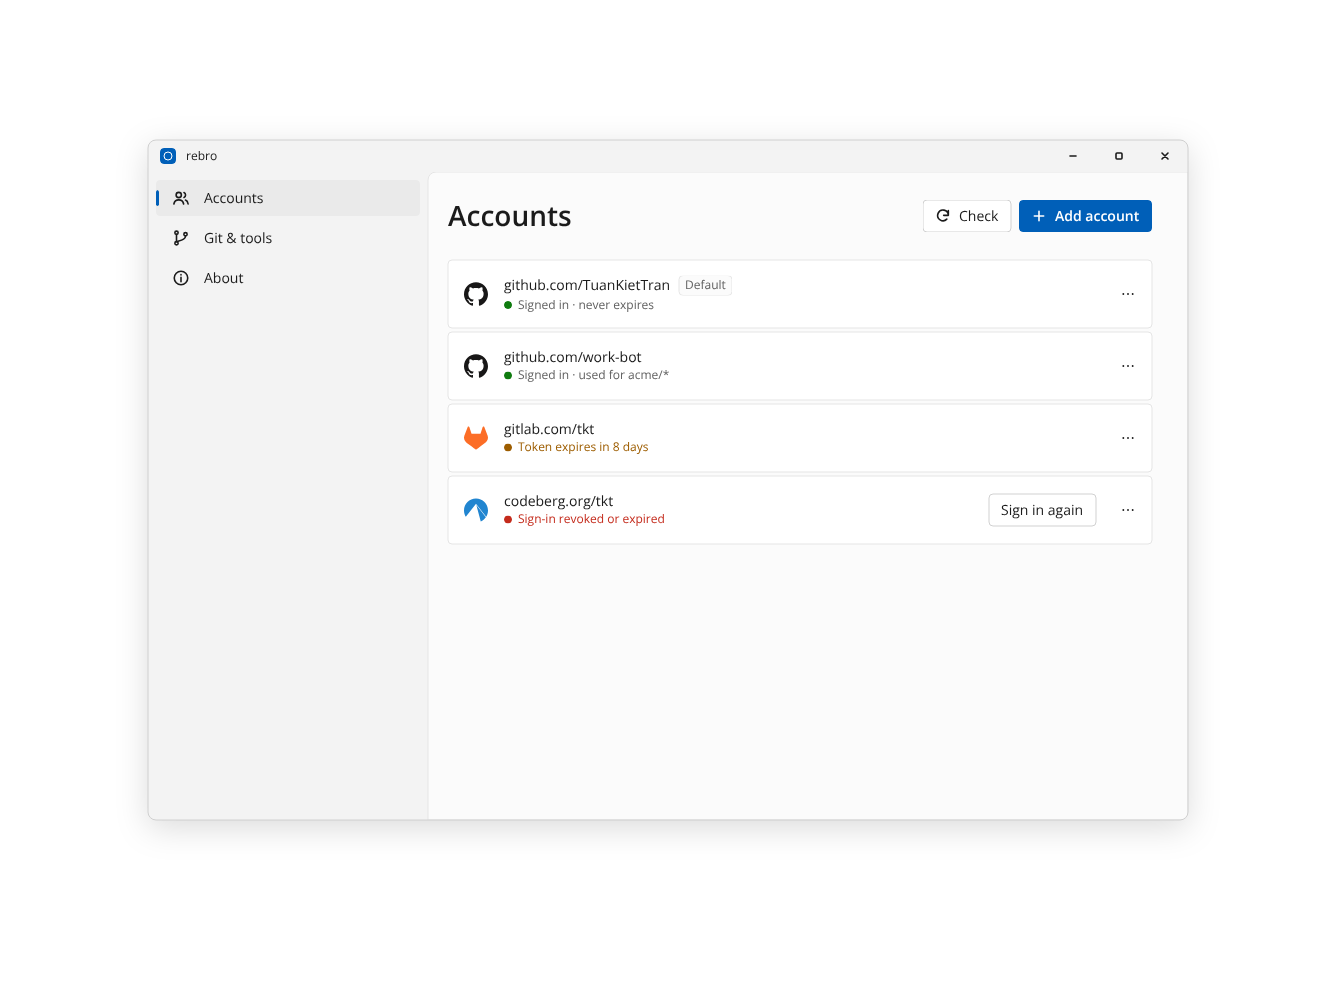 rebro
Accounts
Git & tools
About
Accounts
Check
Add account
github.com/TuanKietTran Default
Signed in · never expires
github.com/work-bot
Signed in · used for acme/*
gitlab.com/tkt
Token expires in 8 days
codeberg.org/tkt
Sign-in revoked or expired
Sign in again